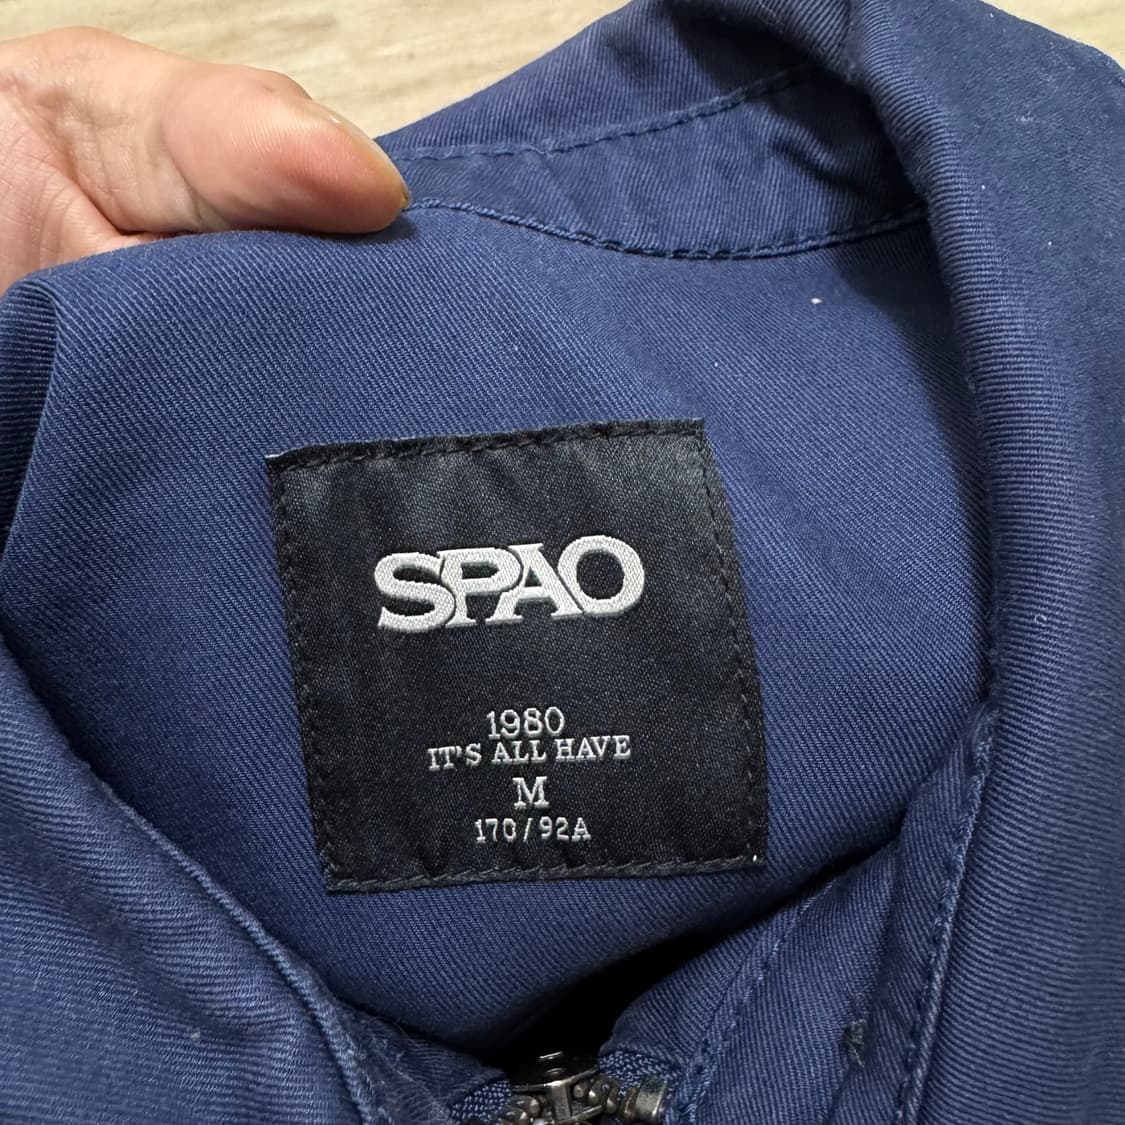 SPAO
1980
IT'S ALL HAVE
M
170/92A